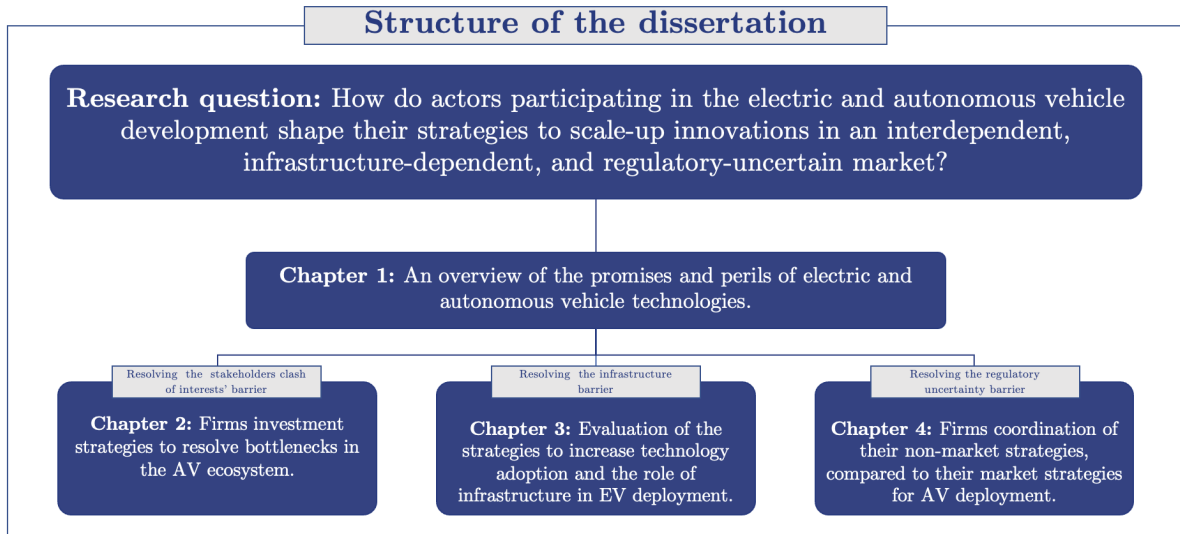 Structure of the dissertation
Research question: How do actors participating in the electric and autonomous vehicle
development shape their strategies to scale-up innovations in an interdependent,
infrastructure-dependent, and regulatory-uncertain market?
Chapter 1: An overview of the promises and perils of electric and
autonomous vehicle technologies.
Resolving the stakeholders clash
of interests' barrier
Chapter 2: Firms investment
strategies to resolve bottlenecks in
the AV ecosystem.
Resolving the infrastructure
barrier
Chapter 3: Evaluation of the
strategies to increase technology
adoption and the role of
infrastructure in EV deployment.
Resolving the regulatory
uncertainty barrier
Chapter 4: Firms coordination of
their non-market strategies,
compared to their market strategies
for AV deployment.